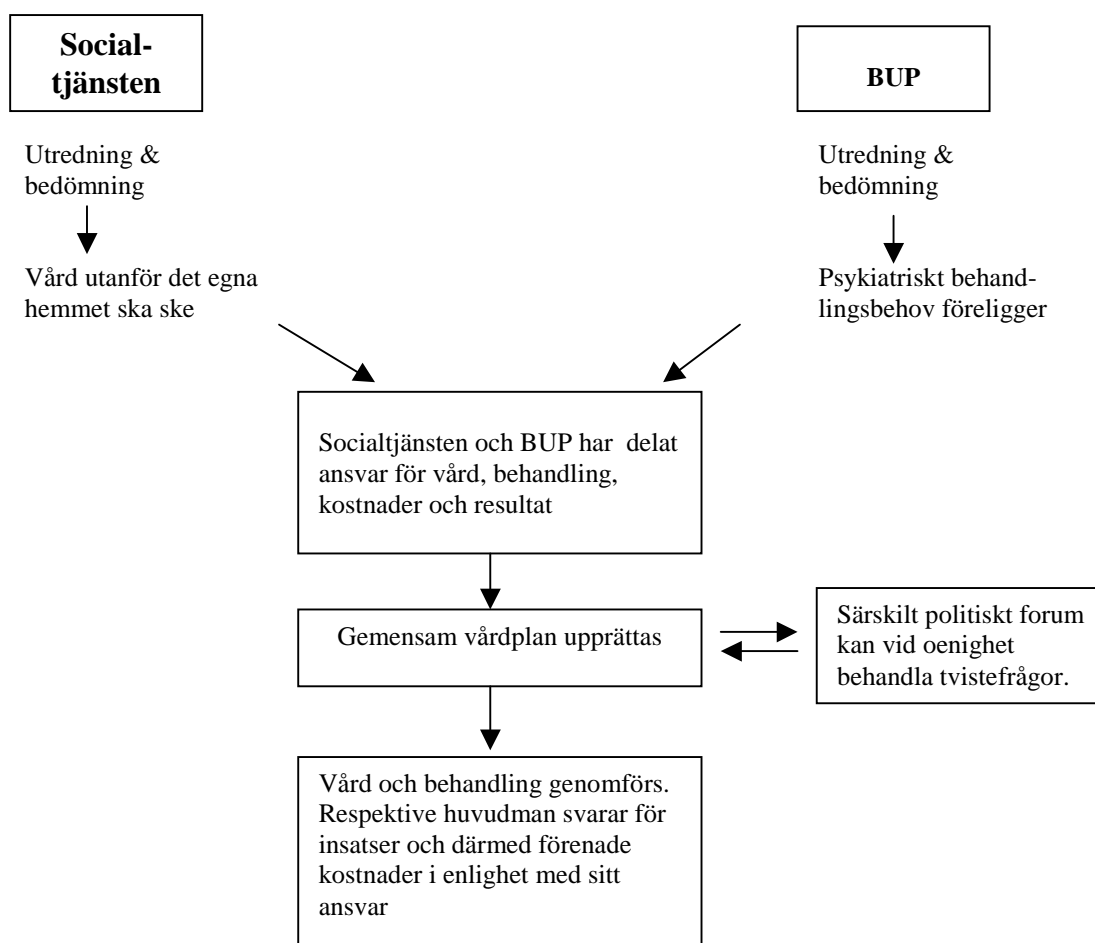 Social-
tjänsten
BUP
Utredning &
bedömning
Utredning &
bedömning
Vård utanför det egna
hemmet ska ske
Psykiatriskt behand-
lingsbehov föreligger
Socialtjänsten och BUP har delat
ansvar för vård, behandling,
kostnader och resultat
Gemensam vårdplan upprättas
Särskilt politiskt forum
kan vid oenighet
behandla tvistefrågor.
Vård och behandling genomförs.
Respektive huvudman svarar för
insatser och därmed förenade
kostnader i enlighet med sitt
ansvar